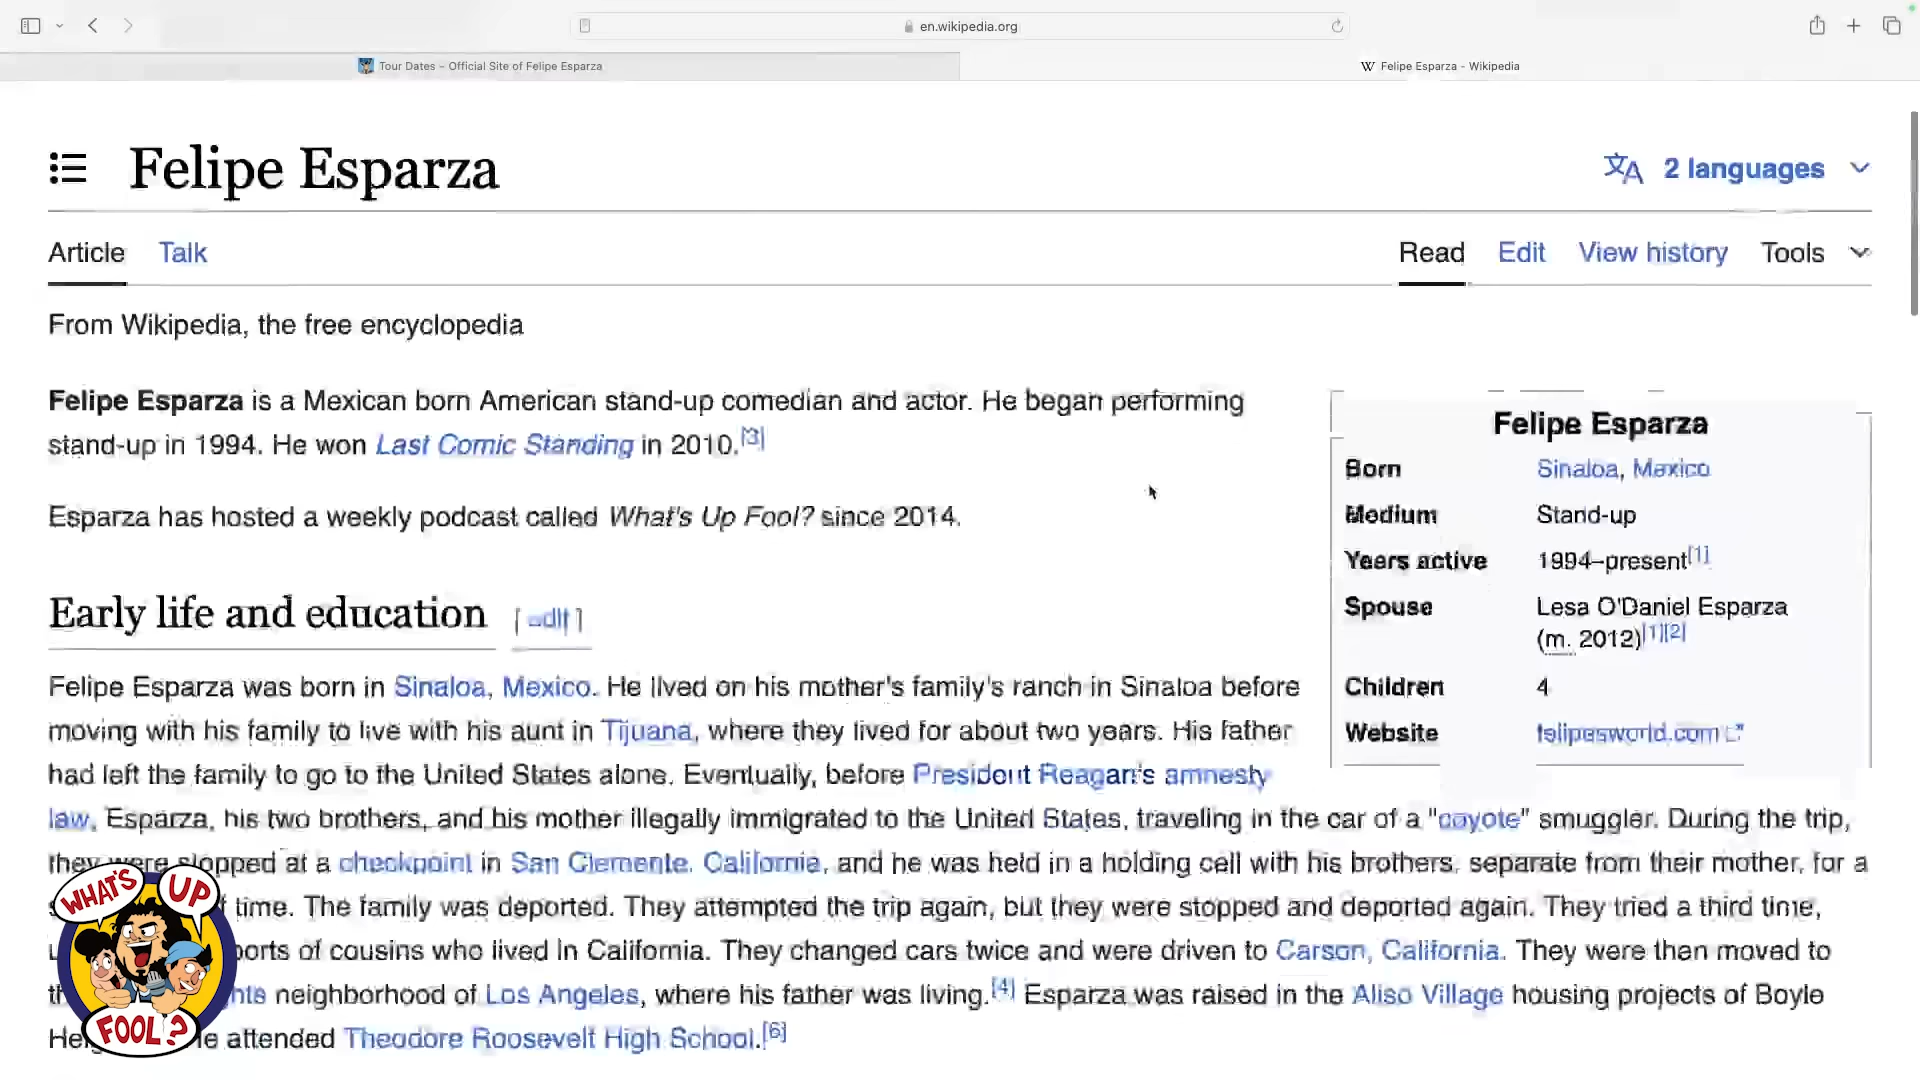 en.wikipedia.org
Tour Dates – Official Site of Felipe Esparza
W Felipe Esparza - Wikipedia
Felipe Esparza
2 languages
Article Talk
Read Edit View history Tools
From Wikipedia, the free encyclopedia
Felipe Esparza is a Mexican born American stand-up comedian and actor. He began performing
stand-up in 1994. He won Last Comic Standing in 2010.[3]
Esparza has hosted a weekly podcast called What's Up Fool? since 2014.
Felipe Esparza
Born Sinaloa, Mexico
Medium Stand-up
Years active 1994–present[1]
Spouse Lesa O'Daniel Esparza
(m. 2012)[1][2]
Children 4
Website felipesworld.com
Early life and education [ edit ]
Felipe Esparza was born in Sinaloa, Mexico. He lived on his mother's family's ranch in Sinaloa before
moving with his family to live with his aunt in Tijuana, where they lived for about two years. His father
had left the family to go to the United States alone. Eventually, before President Reagan's amnesty
law, Esparza, his two brothers, and his mother illegally immigrated to the United States, traveling in the car of a "coyote" smuggler. During the trip,
they were stopped at a checkpoint in San Clemente, California, and he was held in a holding cell with his brothers, separate from their mother, for a
time. The family was deported. They attempted the trip again, but they were stopped and deported again. They tried a third time,
of cousins who lived in California. They changed cars twice and were driven to Carson, California. They were then moved to
neighborhood of Los Angeles, where his father was living.[4] Esparza was raised in the Aliso Village housing projects of Boyle
attended Theodore Roosevelt High School.[6]
WHAT'S UP
FOOL?